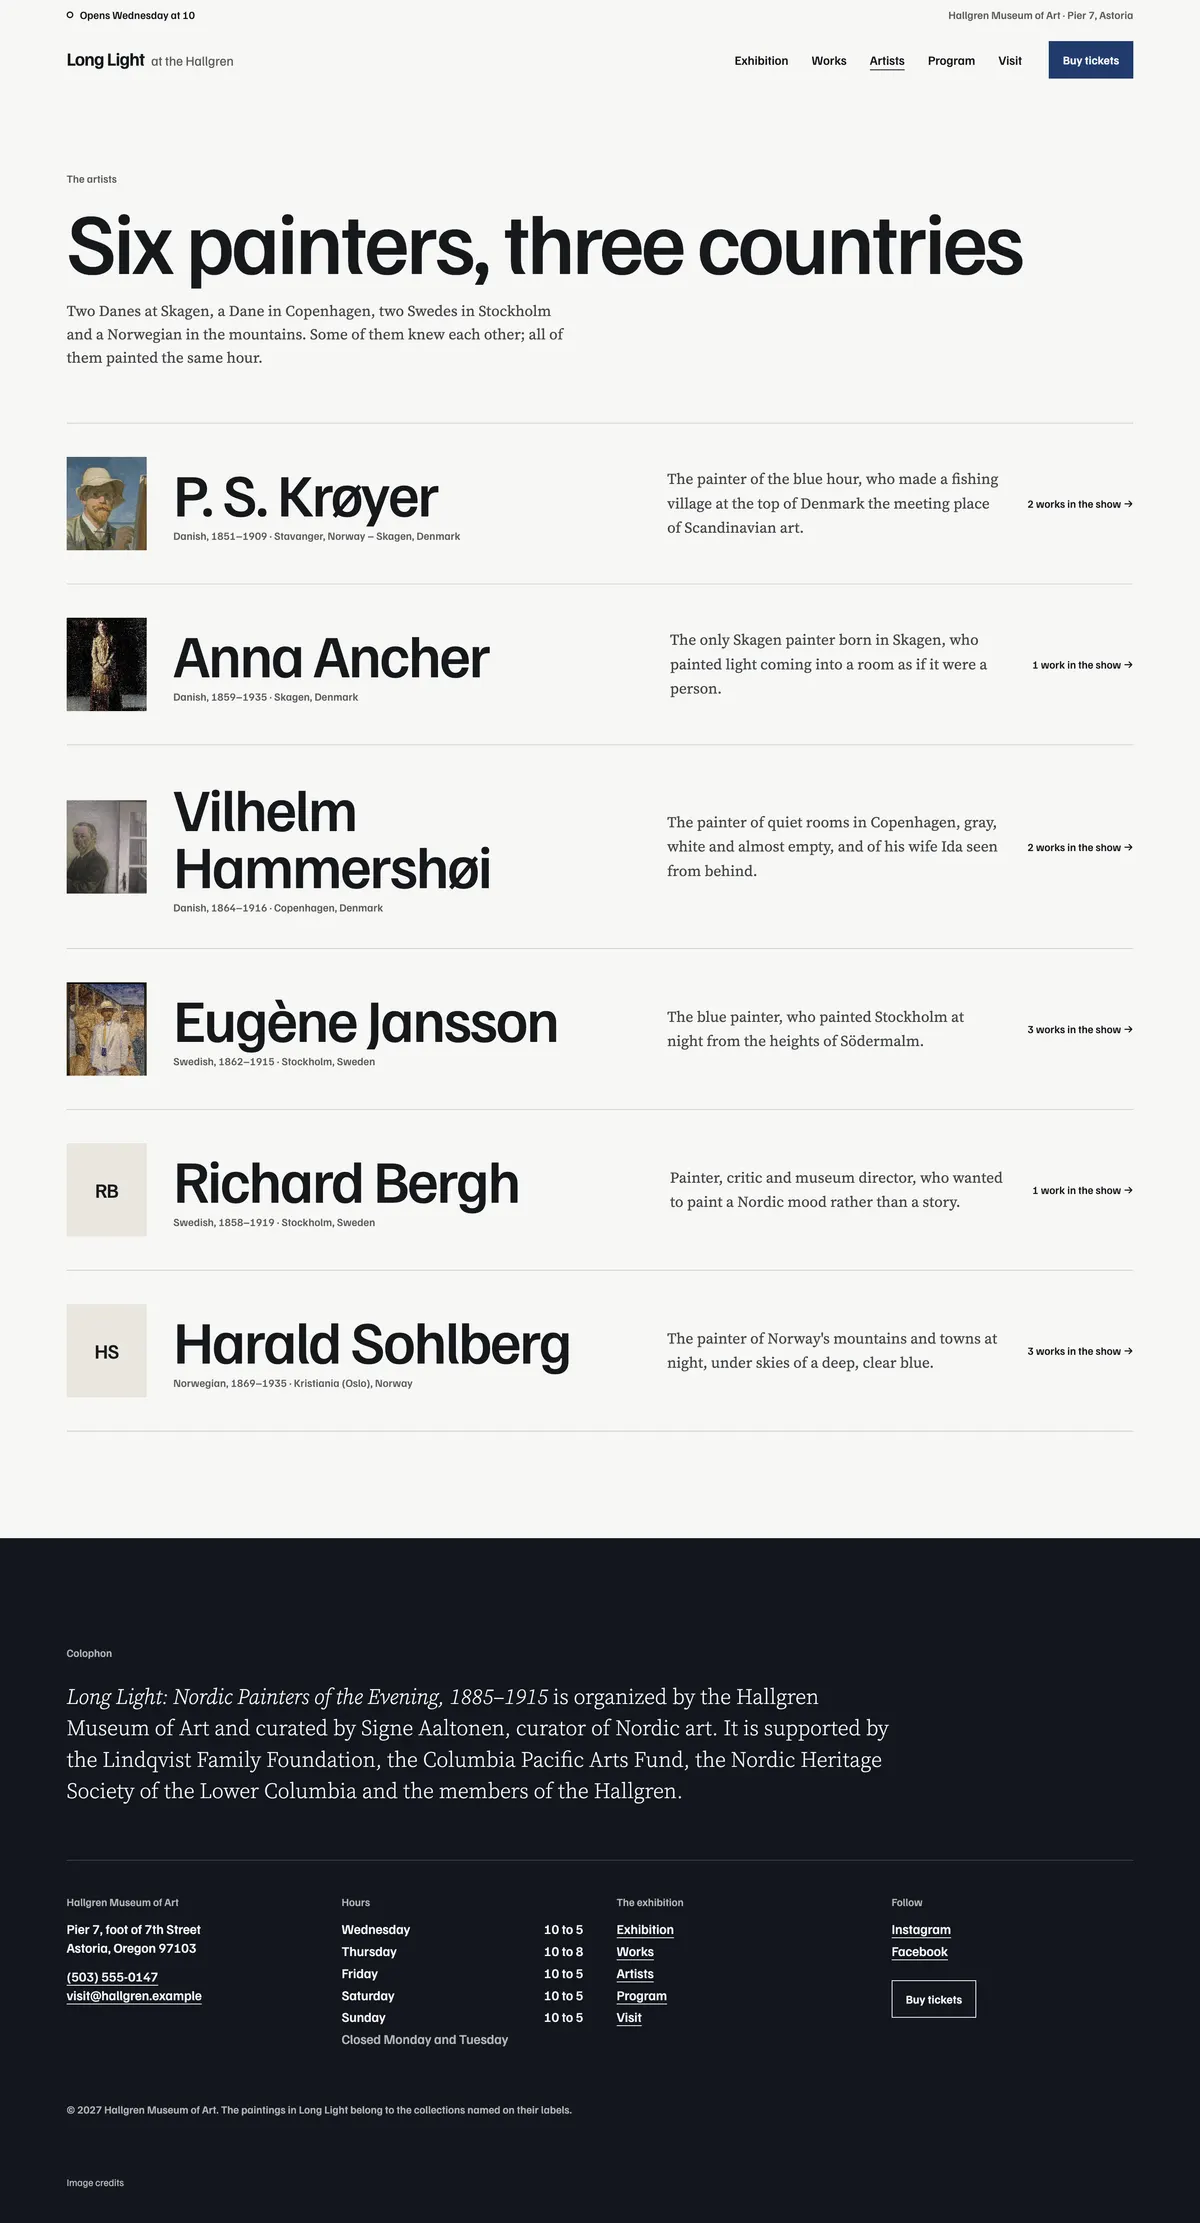 Opens Wednesday at 10
Hallgren Museum of Art · Pier 7, Astoria
Long Light at the Hallgren
Exhibition
Works
Artists
Program
Visit
Buy tickets
The artists
Six painters, three countries
Two Danes at Skagen, a Dane in Copenhagen, two Swedes in Stockholm
and a Norwegian in the mountains. Some of them knew each other; all of
them painted the same hour.
P. S. Krøyer
Danish, 1851–1909 · Stavanger, Norway – Skagen, Denmark
The painter of the blue hour, who made a fishing
village at the top of Denmark the meeting place
of Scandinavian art.
2 works in the show →
Anna Ancher
Danish, 1859–1935 · Skagen, Denmark
The only Skagen painter born in Skagen, who
painted light coming into a room as if it were a
person.
1 work in the show →
Vilhelm
Hammershøi
Danish, 1864–1916 · Copenhagen, Denmark
The painter of quiet rooms in Copenhagen, gray,
white and almost empty, and of his wife Ida seen
from behind.
2 works in the show →
Eugène Jansson
Swedish, 1862–1915 · Stockholm, Sweden
The blue painter, who painted Stockholm at
night from the heights of Södermalm.
3 works in the show →
RB
Richard Bergh
Swedish, 1858–1919 · Stockholm, Sweden
Painter, critic and museum director, who wanted
to paint a Nordic mood rather than a story.
1 work in the show →
HS
Harald Sohlberg
Norwegian, 1869–1935 · Kristiania (Oslo), Norway
The painter of Norway's mountains and towns at
night, under skies of a deep, clear blue.
3 works in the show →
Colophon
Long Light: Nordic Painters of the Evening, 1885–1915 is organized by the Hallgren
Museum of Art and curated by Signe Aaltonen, curator of Nordic art. It is supported by
the Lindqvist Family Foundation, the Columbia Pacific Arts Fund, the Nordic Heritage
Society of the Lower Columbia and the members of the Hallgren.
Hallgren Museum of Art
Pier 7, foot of 7th Street
Astoria, Oregon 97103
(503) 555-0147
visit@hallgren.example
Hours
Wednesday 10 to 5
Thursday 10 to 8
Friday 10 to 5
Saturday 10 to 5
Sunday 10 to 5
Closed Monday and Tuesday
The exhibition
Exhibition
Works
Artists
Program
Visit
Follow
Instagram
Facebook
Buy tickets
© 2027 Hallgren Museum of Art. The paintings in Long Light belong to the collections named on their labels.
Image credits